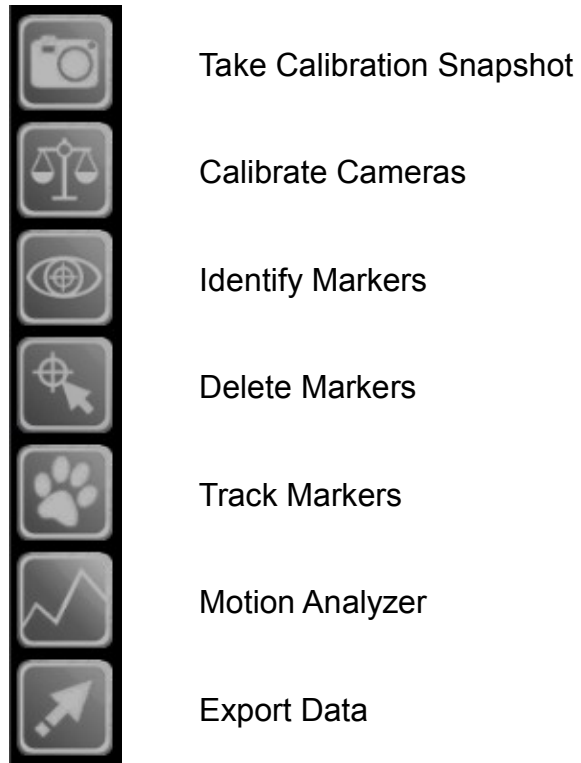 Take Calibration Snapshot
Calibrate Cameras
Identify Markers
Delete Markers
Track Markers
Motion Analyzer
Export Data